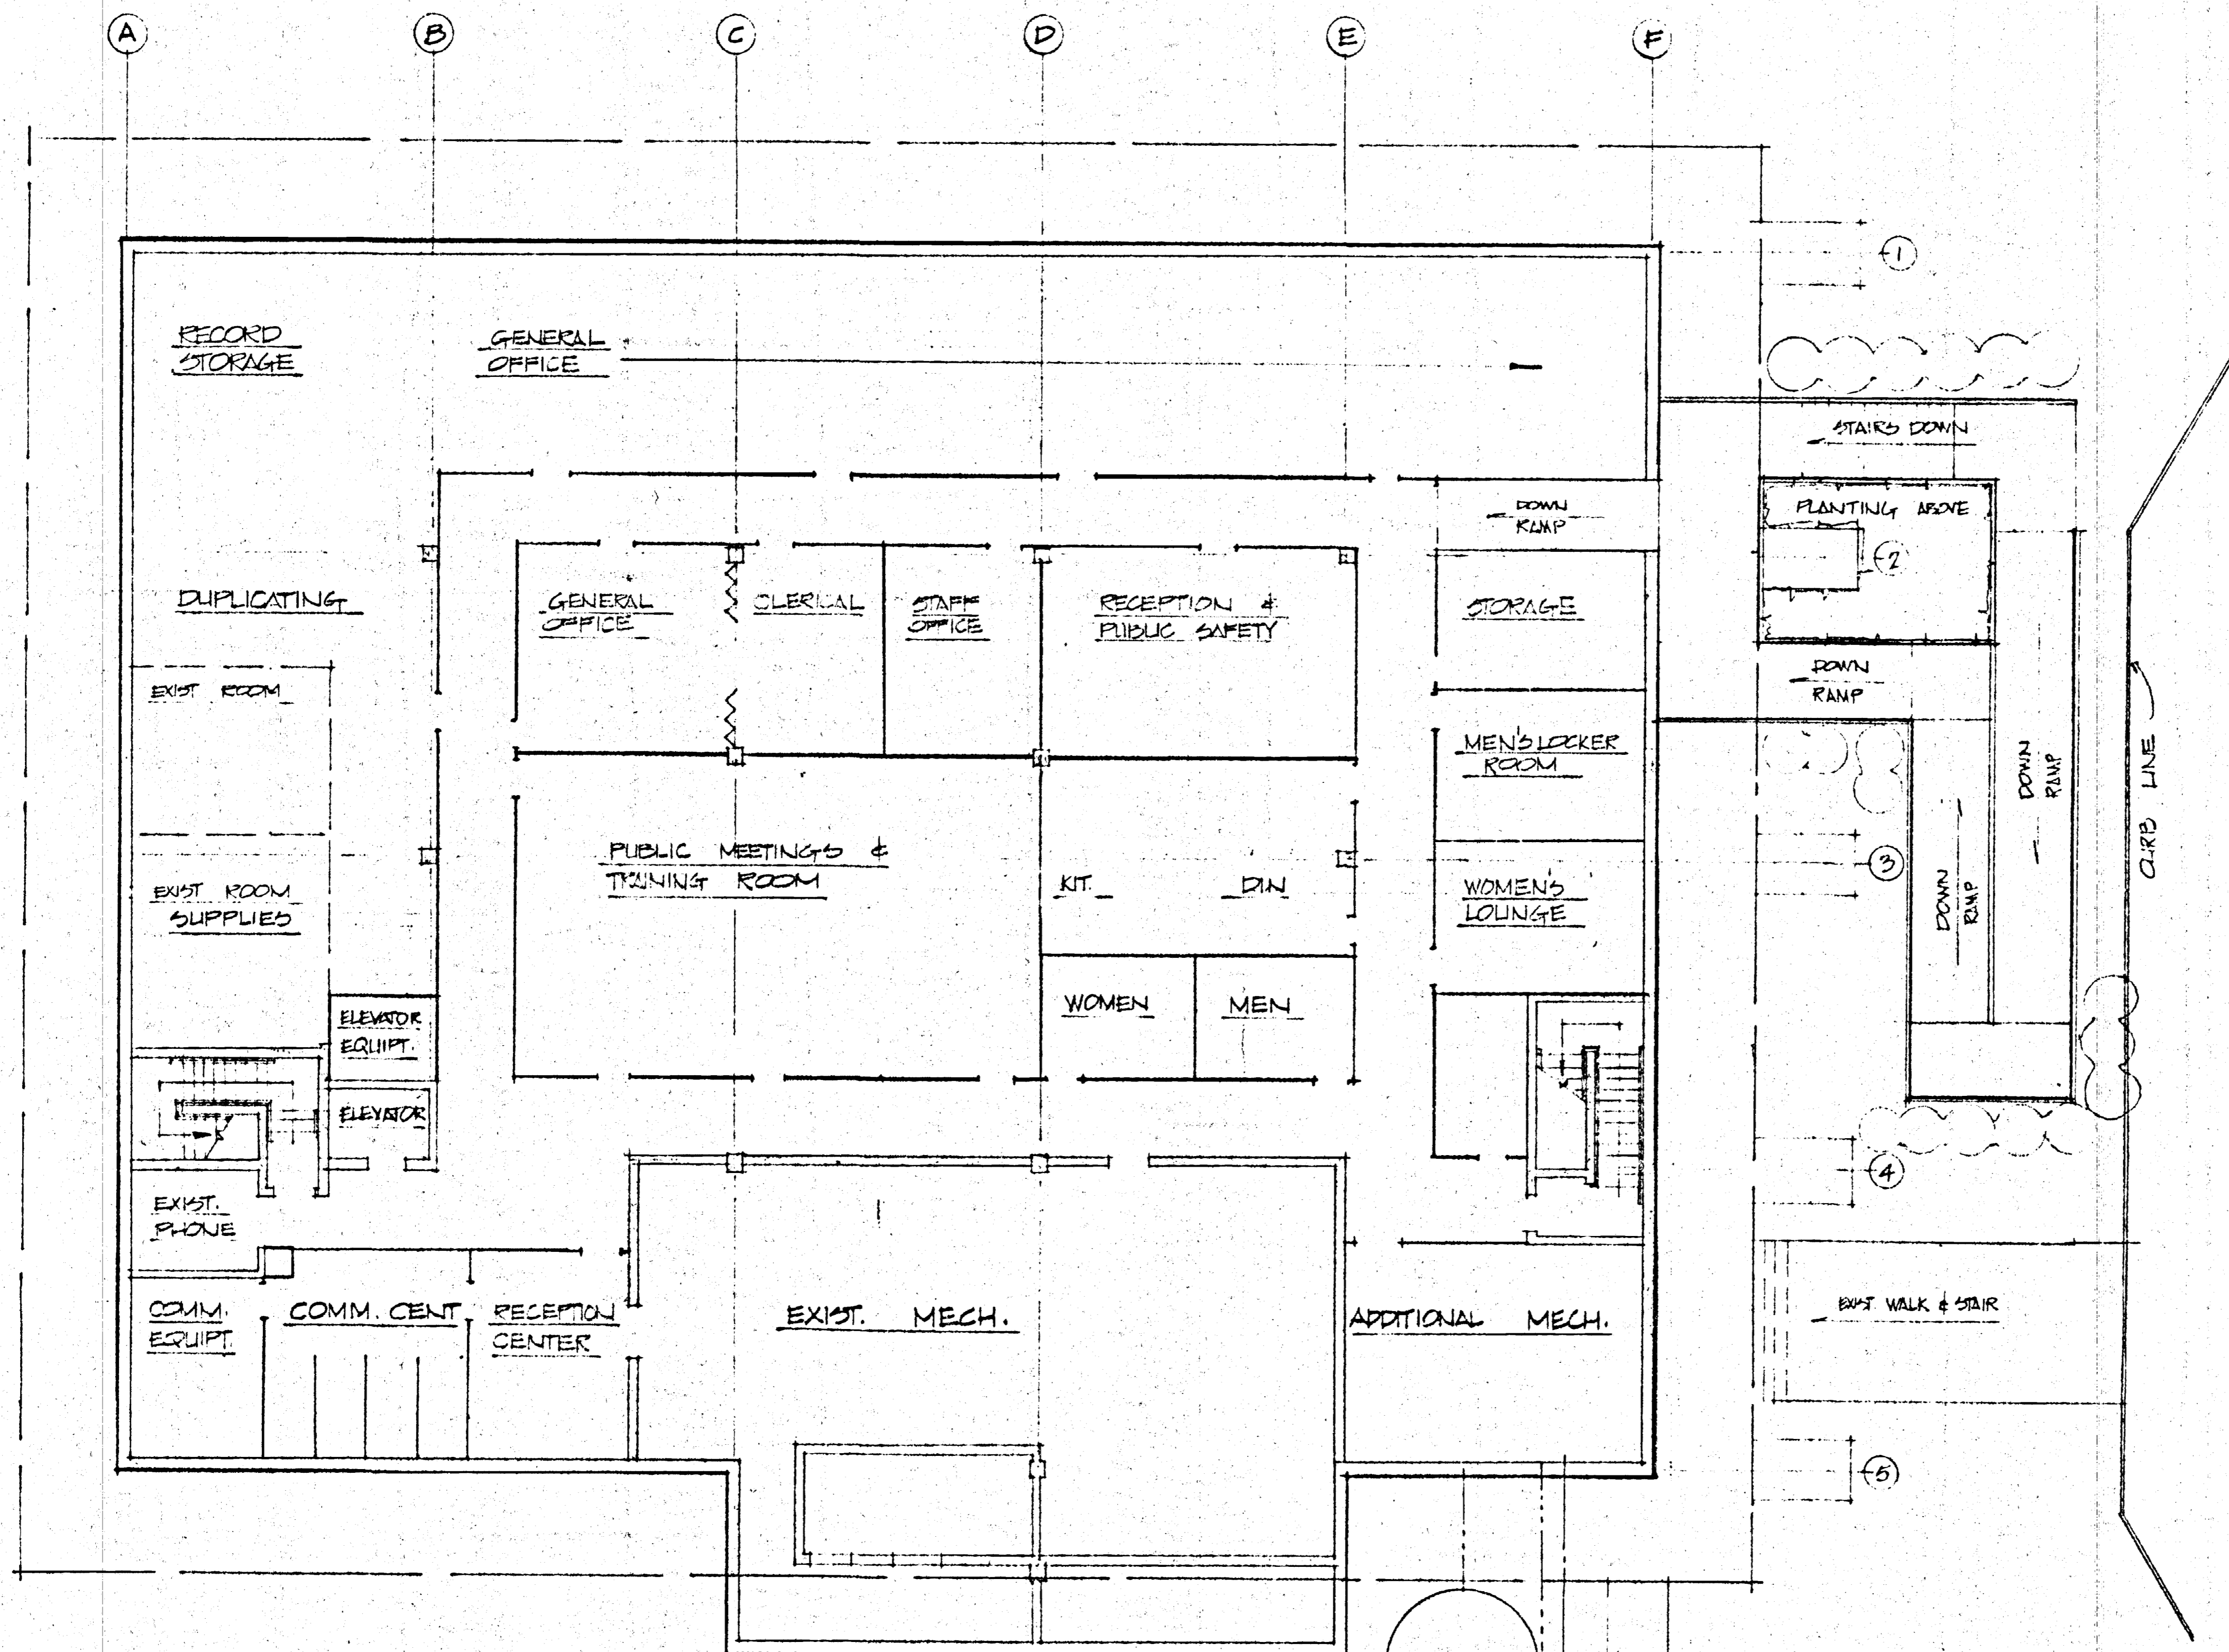 A B C D E F
1
RECORD
STORAGE
GENERAL
OFFICE
STAIRS DOWN
PLANTING ABOVE
DOWN
RAMP
2
DUPLICATING
GENERAL
OFFICE
CLERICAL
STAFF
OFFICE
RECEPTION &
PUBLIC SAFETY
STORAGE
EXIST ROOM
DOWN
RAMP
MEN'S LOCKER
ROOM
DOWN
RAMP
CURB LINE
PUBLIC MEETINGS &
TRAINING ROOM
KIT.
DIN
3
EXIST ROOM
SUPPLIES
WOMEN'S
LOUNGE
DOWN
RAMP
ELEVATOR
EQUIPT.
WOMEN
MEN
ELEVATOR
4
EXIST.
PHONE
COMM.
EQUIPT.
COMM. CENT.
RECEPTION
CENTER
EXIST. MECH.
ADDITIONAL MECH.
EXIST. WALK & STAIR
5